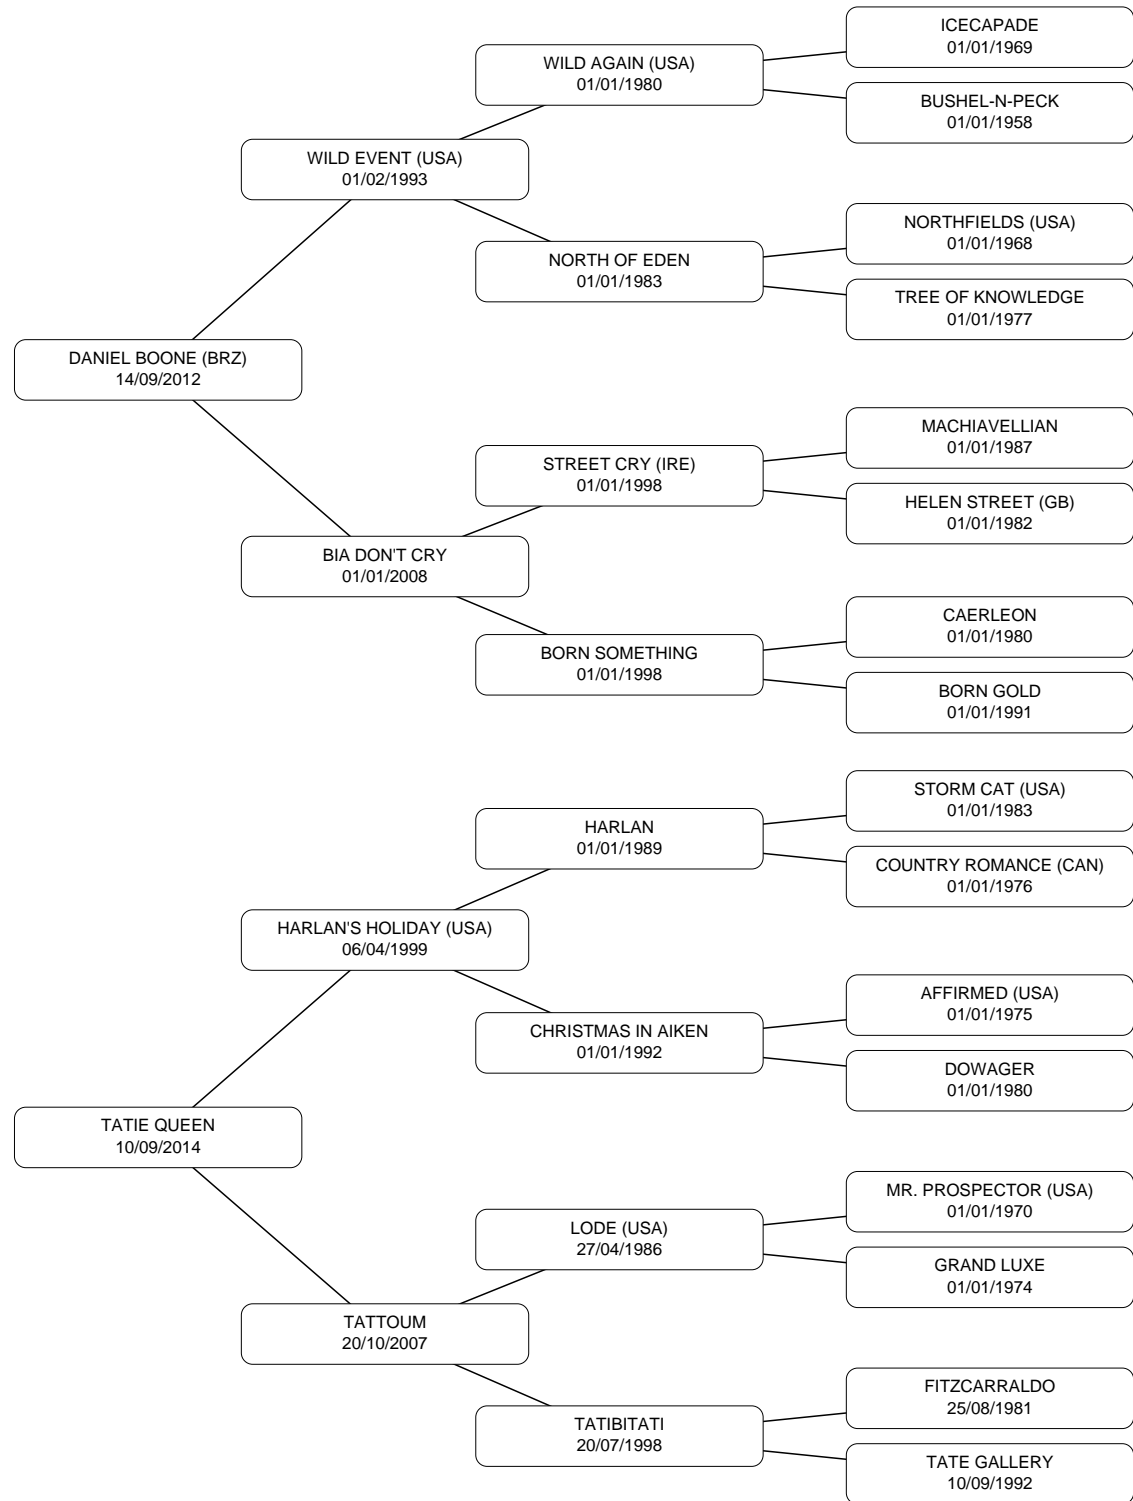 ICECAPADE
01/01/1969
WILD AGAIN (USA)
01/01/1980
BUSHEL-N-PECK
01/01/1958
WILD EVENT (USA)
01/02/1993
NORTHFIELDS (USA)
01/01/1968
NORTH OF EDEN
01/01/1983
TREE OF KNOWLEDGE
01/01/1977
DANIEL BOONE (BRZ)
14/09/2012
MACHIAVELLIAN
01/01/1987
STREET CRY (IRE)
01/01/1998
HELEN STREET (GB)
01/01/1982
BIA DON'T CRY
01/01/2008
CAERLEON
01/01/1980
BORN SOMETHING
01/01/1998
BORN GOLD
01/01/1991
STORM CAT (USA)
01/01/1983
HARLAN
01/01/1989
COUNTRY ROMANCE (CAN)
01/01/1976
HARLAN'S HOLIDAY (USA)
06/04/1999
AFFIRMED (USA)
01/01/1975
CHRISTMAS IN AIKEN
01/01/1992
DOWAGER
01/01/1980
TATIE QUEEN
10/09/2014
MR. PROSPECTOR (USA)
01/01/1970
LODE (USA)
27/04/1986
GRAND LUXE
01/01/1974
TATTOUM
20/10/2007
FITZCARRALDO
25/08/1981
TATIBITATI
20/07/1998
TATE GALLERY
10/09/1992